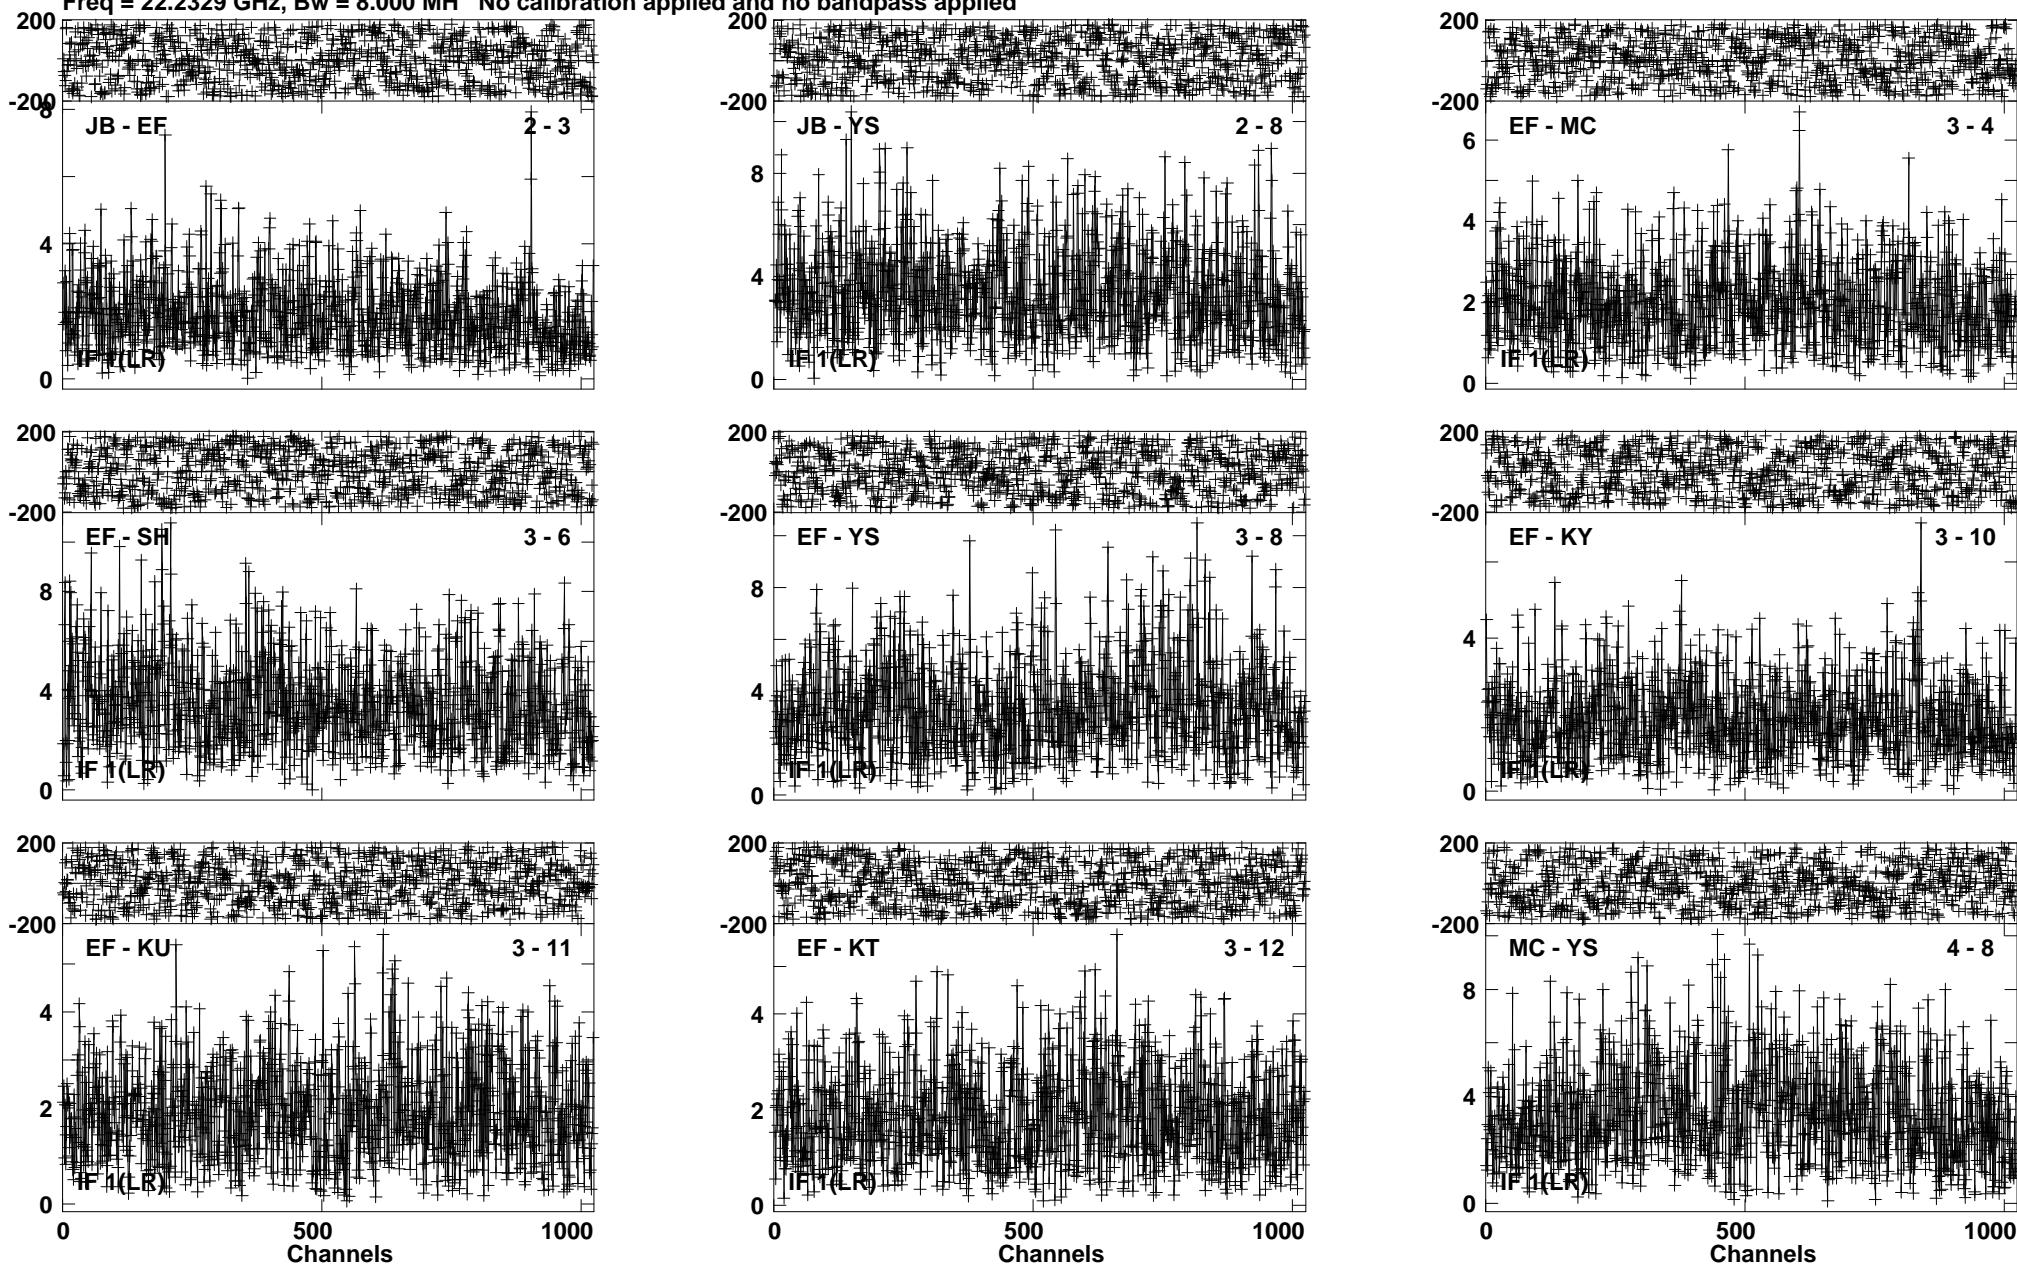 Freq = 22.2329 GHz, Bw = 8.000 MH No calibration applied and no bandpass applied
200
-200
8
4
0
JB - EF
2 - 3
IF 1(LR)
200
-200
8
4
0
JB - YS
2 - 8
IF 1(LR)
200
-200
6
4
2
0
EF - MC
3 - 4
IF 1(LR)
200
-200
8
4
0
EF - SH
3 - 6
IF 1(LR)
200
-200
8
4
0
EF - YS
3 - 8
IF 1(LR)
200
-200
4
0
EF - KY
3 - 10
IF 1(LR)
200
-200
4
2
0
EF - KU
3 - 11
IF 1(LR)
0 500 1000
Channels
200
-200
4
2
0
EF - KT
3 - 12
IF 1(LR)
0 500 1000
Channels
200
-200
8
4
0
MC - YS
4 - 8
IF 1(LR)
0 500 1000
Channels